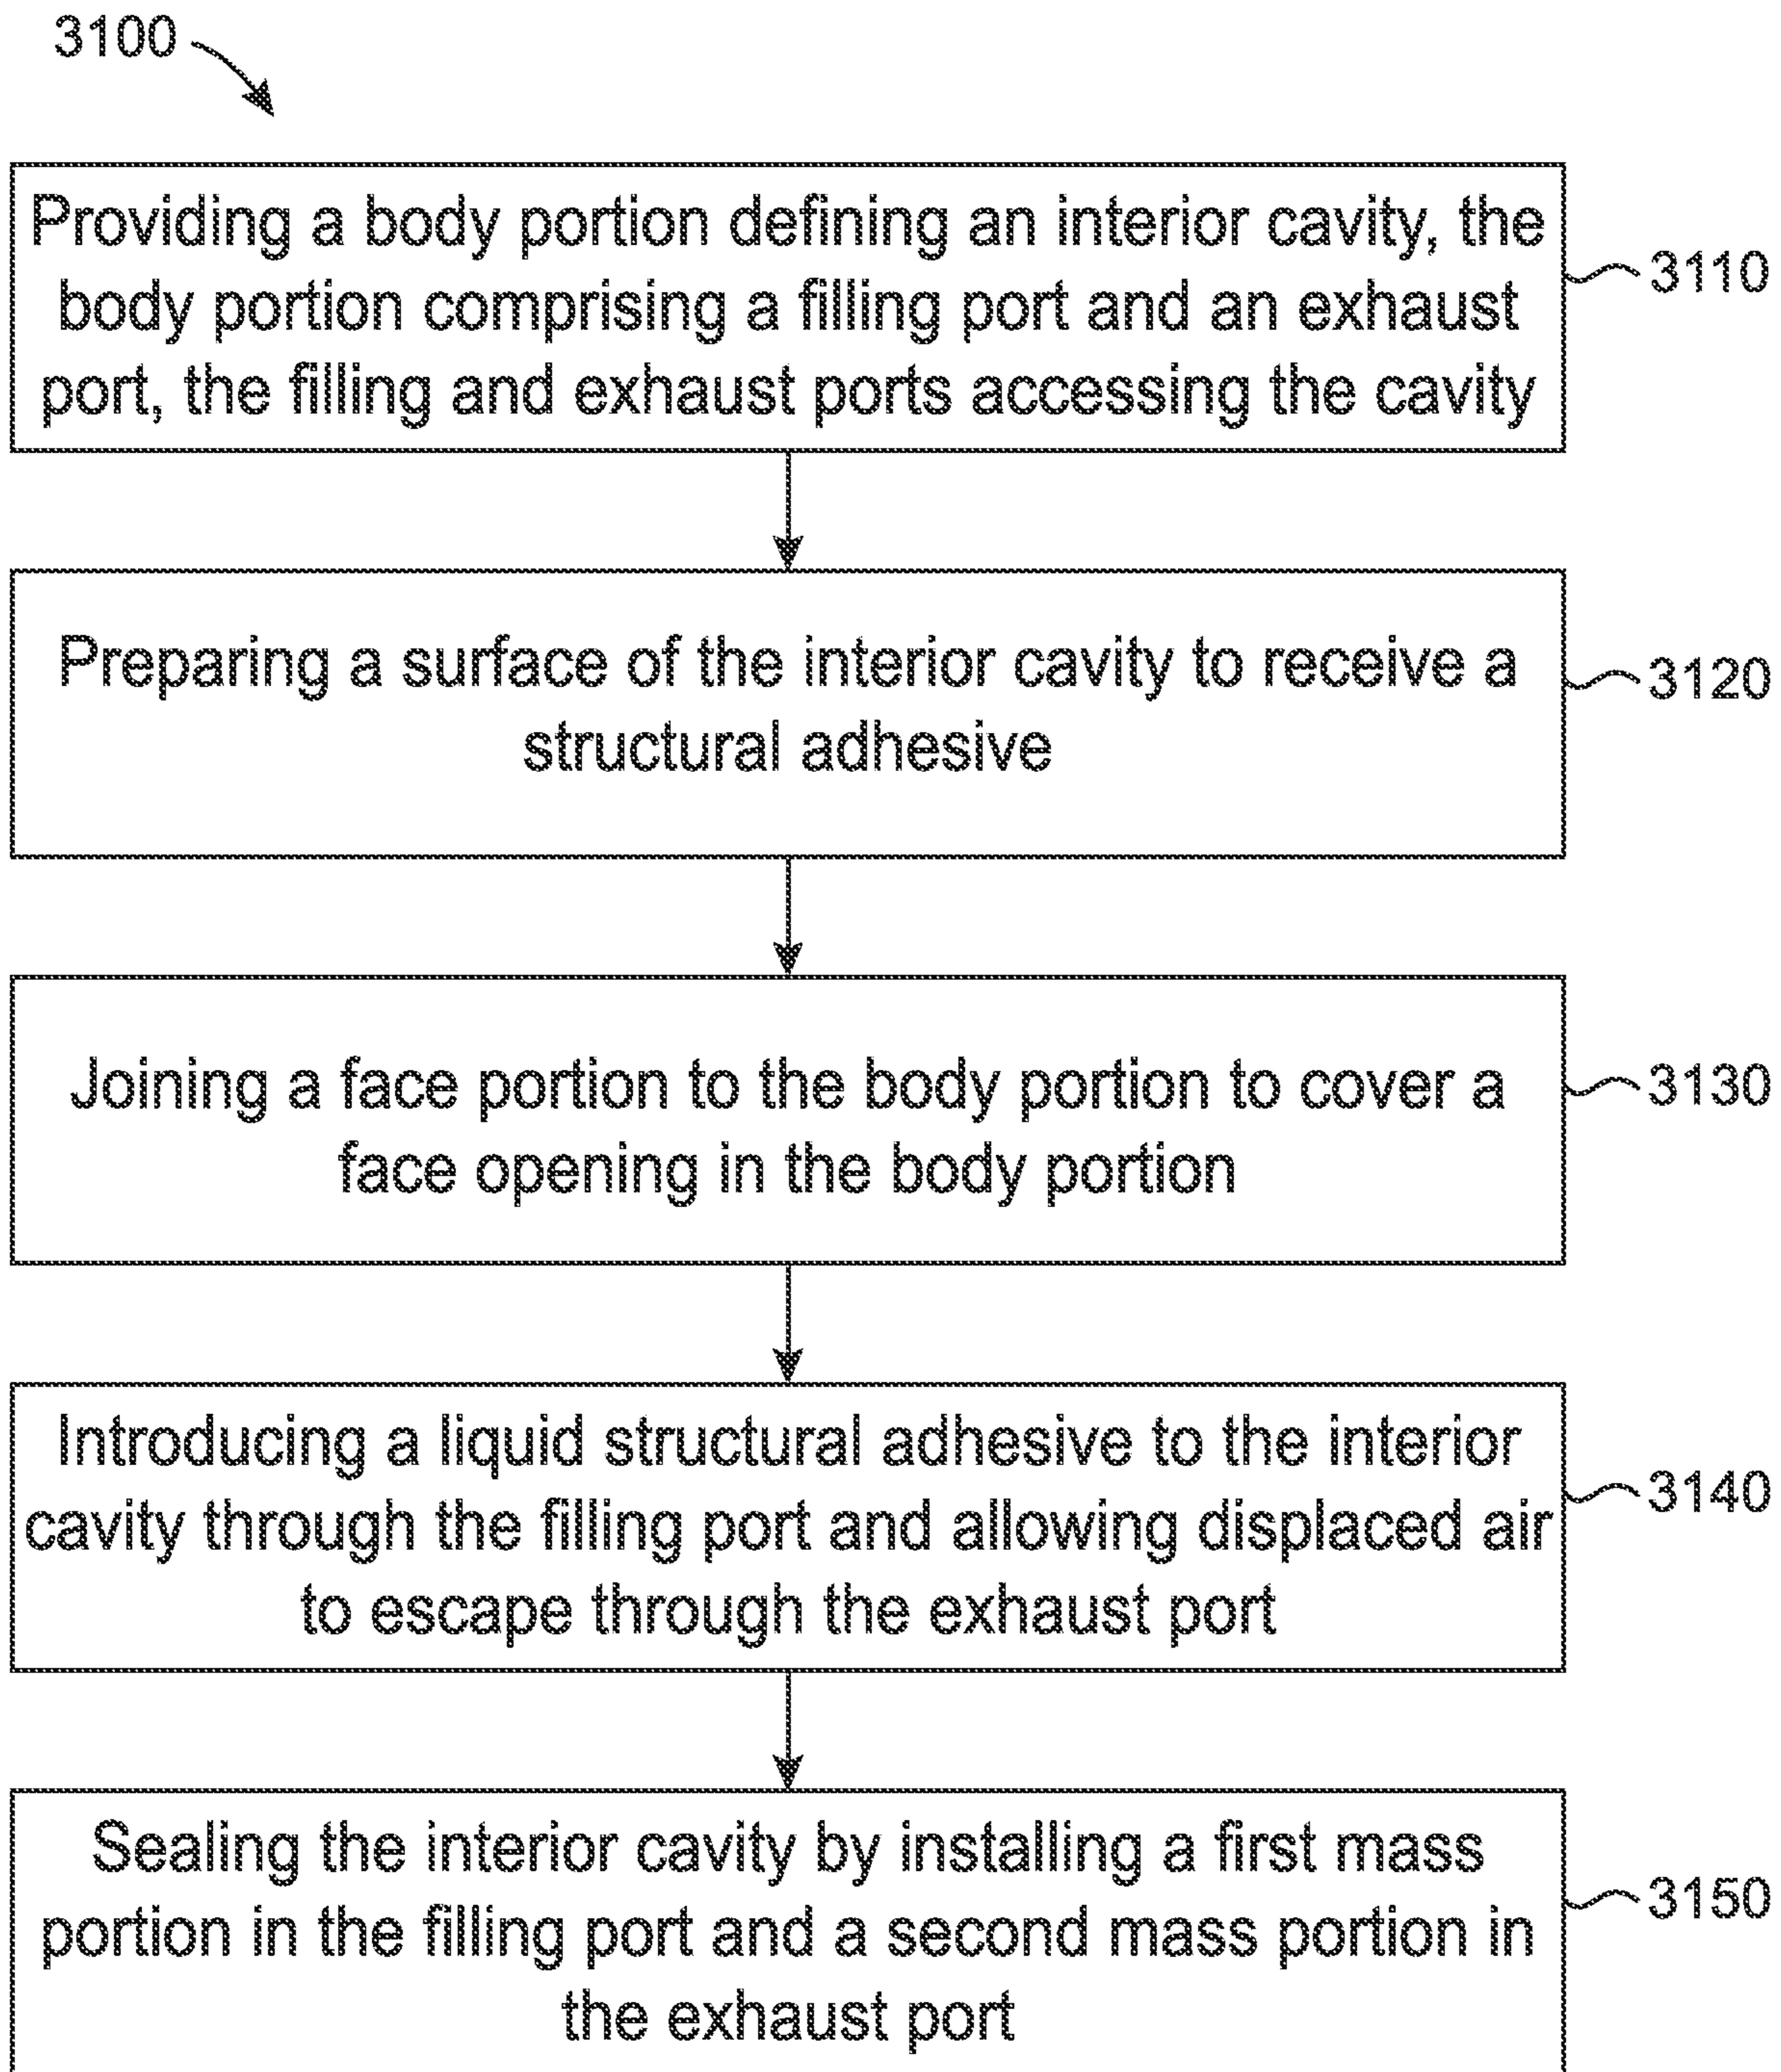 3100
Providing a body portion defining an interior cavity, the
body portion comprising a filling port and an exhaust
port, the filling and exhaust ports accessing the cavity
3110
Preparing a surface of the interior cavity to receive a
structural adhesive
3120
Joining a face portion to the body portion to cover a
face opening in the body portion
3130
Introducing a liquid structural adhesive to the interior
cavity through the filling port and allowing displaced air
to escape through the exhaust port
3140
Sealing the interior cavity by installing a first mass
portion in the filling port and a second mass portion in
the exhaust port
3150